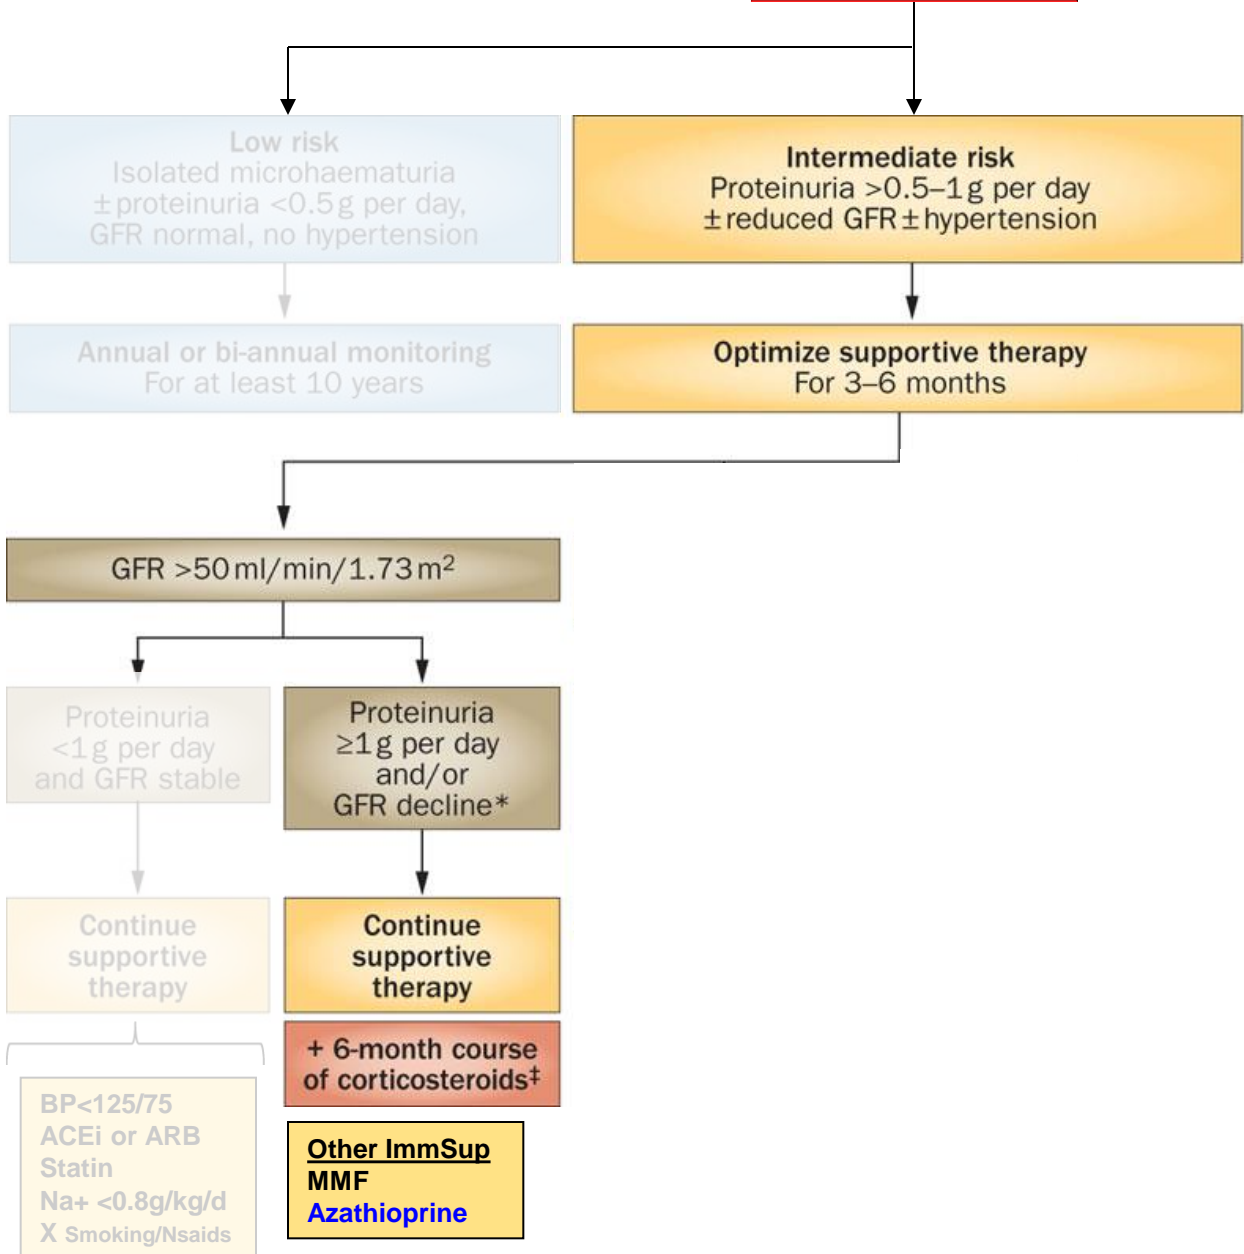 Low risk
Isolated microhaematuria
± proteinuria <0.5 g per day,
GFR normal, no hypertension
Intermediate risk
Proteinuria >0.5–1 g per day
± reduced GFR ± hypertension
Annual or bi-annual monitoring
For at least 10 years
Optimize supportive therapy
For 3–6 months
GFR >50 ml/min/1.73 m²
Proteinuria
<1 g per day
and GFR stable
Proteinuria
≥1 g per day
and/or
GFR decline*
Continue
supportive
therapy
Continue
supportive
therapy
+ 6-month course
of corticosteroids‡
BP<125/75
ACEi or ARB
Statin
Na+ <0.8g/kg/d
X Smoking/Nsaids
Other ImmSup
MMF
Azathioprine